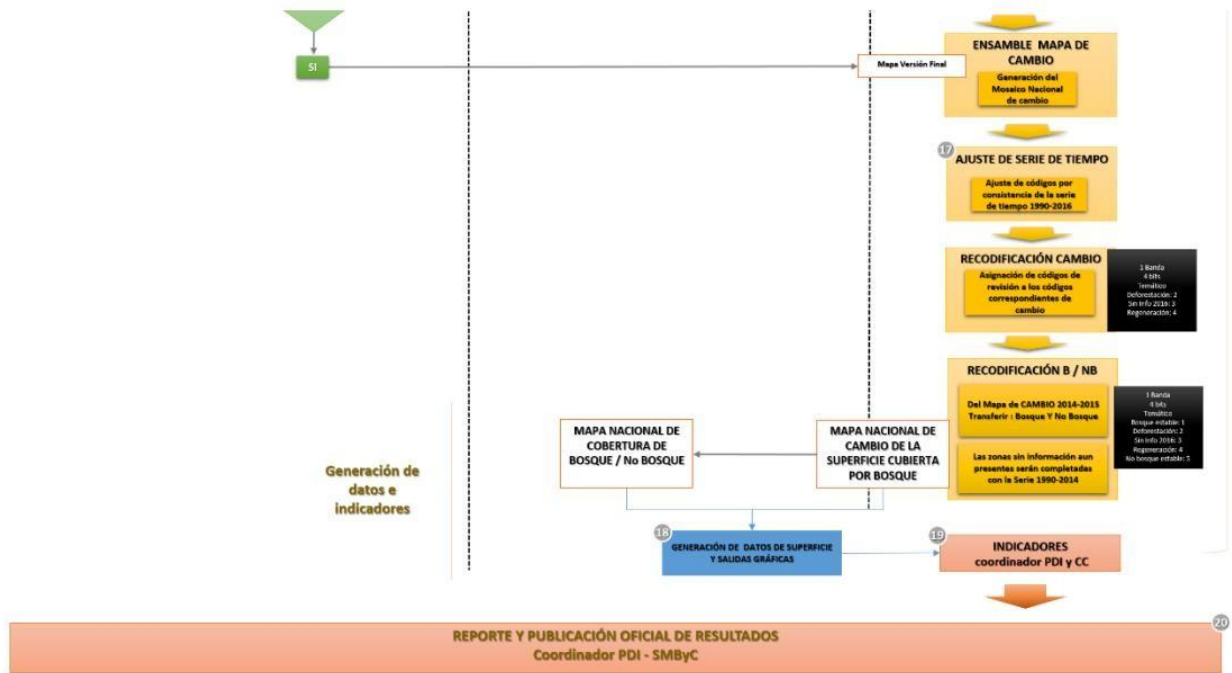 SI
Mapa Versión Final
ENSAMBLE MAPA DE
CAMBIO
Generación del
Mosaico Nacional
de cambio
17
AJUSTE DE SERIE DE TIEMPO
Ajuste de códigos por
consistencia de la serie
de tiempo 1990-2016
RECODIFICACIÓN CAMBIO
Asignación de códigos de
revisión a los códigos
correspondientes de
cambio
1 Banda
4 bits
Temático
Deforestación: 2
Sin Info 2016: 3
Regeneración: 4
RECODIFICACIÓN B / NB
Del Mapa de CAMBIO 2014-2015
Transferir : Bosque Y No Bosque
Las zonas sin información aun
presentes serán completadas
con la Serie 1990-2014
1 Banda
4 bits
Temático
Bosque estable: 1
Deforestación: 2
Sin Info 2016: 3
Regeneración: 4
No bosque estable: 5
MAPA NACIONAL DE
CAMBIO DE LA
SUPERFICIE CUBIERTA
POR BOSQUE
MAPA NACIONAL DE
COBERTURA DE
BOSQUE / No BOSQUE
Generación de
datos e
indicadores
18
GENERACIÓN DE DATOS DE SUPERFICIE
Y SALIDAS GRÁFICAS
19
INDICADORES
coordinador PDI y CC
20
REPORTE Y PUBLICACIÓN OFICIAL DE RESULTADOS
Coordinador PDI - SMByC